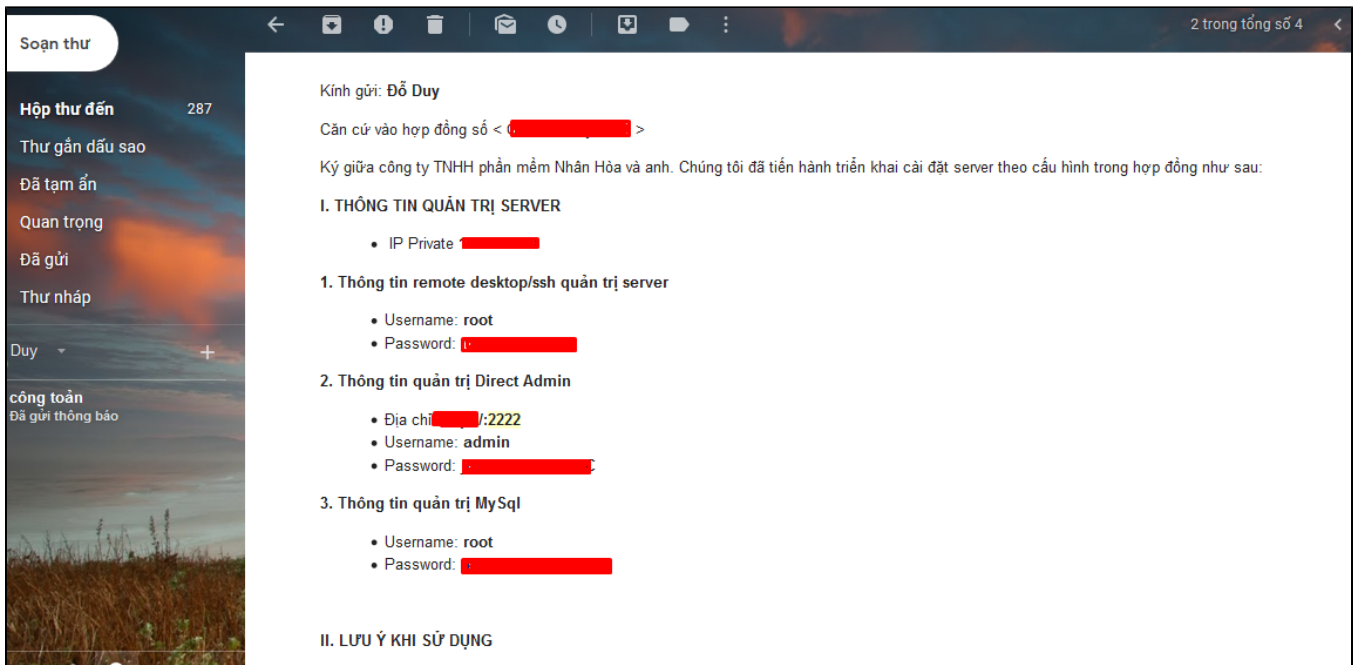 Soạn thư
2 trong tổng số 4
Hộp thư đến 287
Thư gắn dấu sao
Đã tạm ẩn
Quan trọng
Đã gửi
Thư nháp
Duy
công toản
Đã gửi thông báo
Kính gửi: Đỗ Duy
Căn cứ vào hợp đồng số < >
Ký giữa công ty TNHH phần mềm Nhân Hòa và anh. Chúng tôi đã tiến hành triển khai cài đặt server theo cấu hình trong hợp đồng như sau:
I. THÔNG TIN QUẢN TRỊ SERVER
• IP Private
1. Thông tin remote desktop/ssh quản trị server
• Username: root
• Password:
2. Thông tin quản trị Direct Admin
• Địa chỉ /:2222
• Username: admin
• Password:
3. Thông tin quản trị MySql
• Username: root
• Password:
II. LƯU Ý KHI SỬ DỤNG